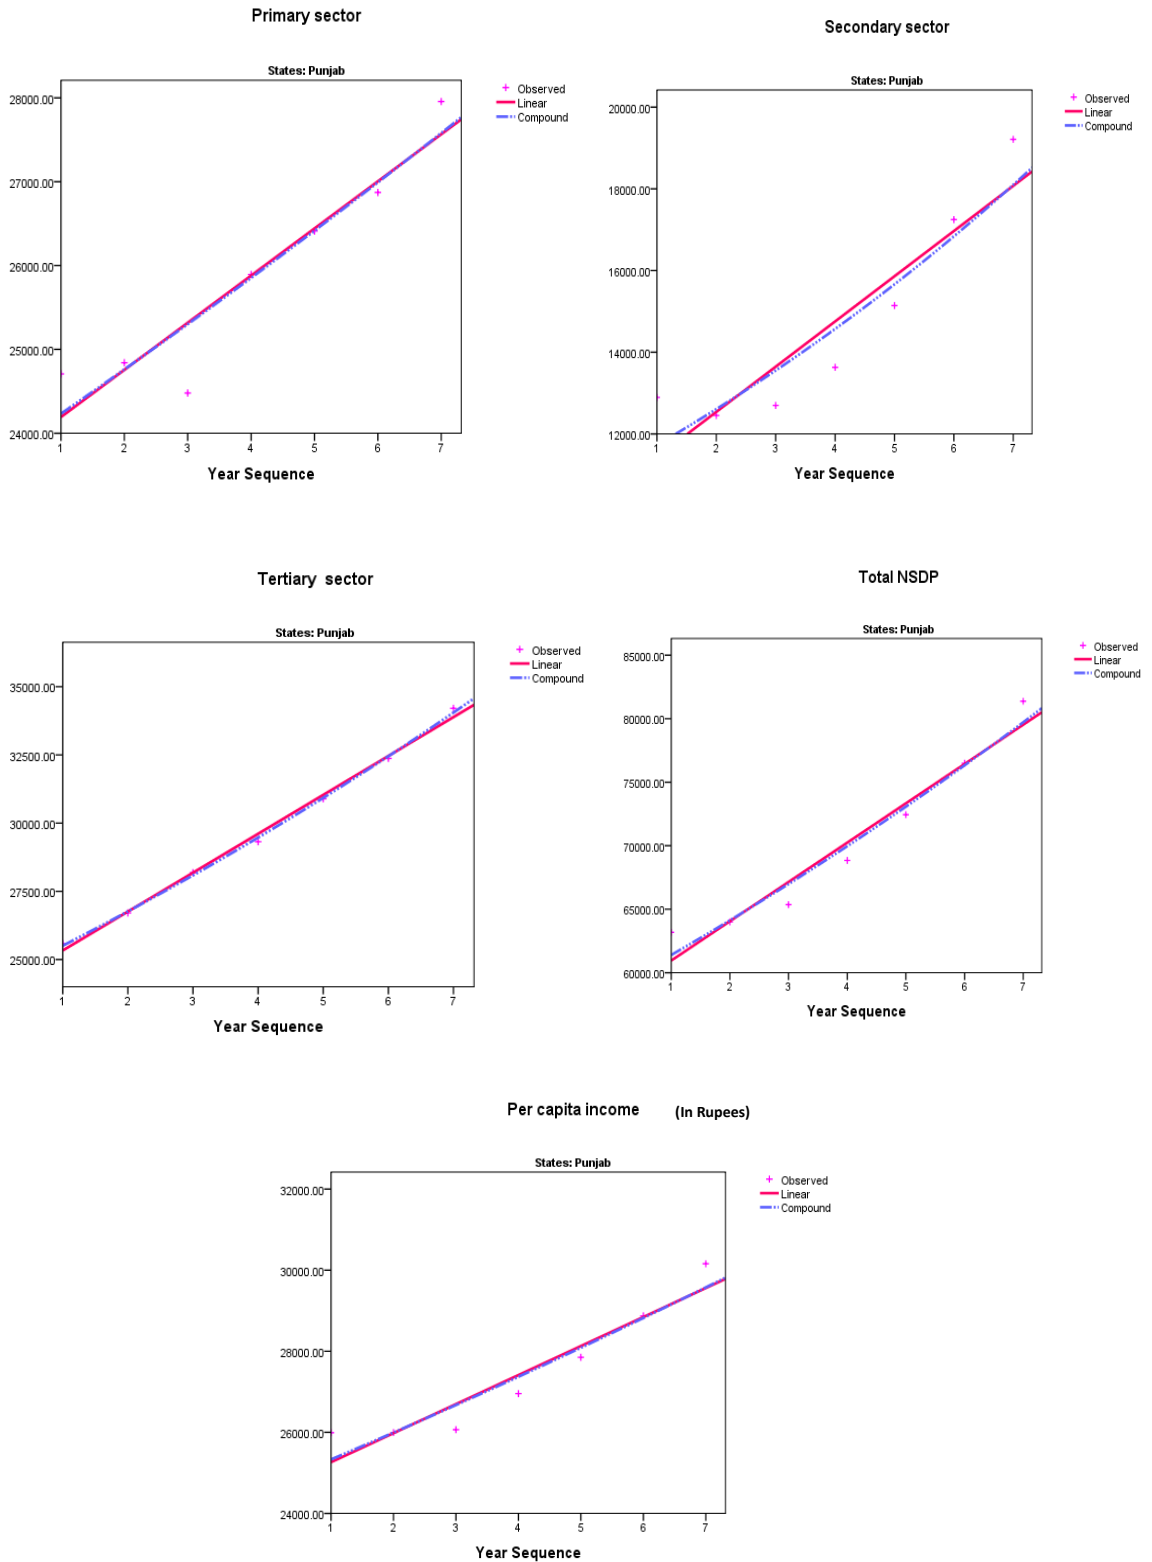 Primary sector
States: Punjab
Observed
Linear
Compound
28000.00
27000.00
26000.00
25000.00
24000.00
1 2 3 4 5 6 7
Year Sequence
Secondary sector
States: Punjab
Observed
Linear
Compound
20000.00
18000.00
16000.00
14000.00
12000.00
1 2 3 4 5 6 7
Year Sequence
Tertiary sector
States: Punjab
Observed
Linear
Compound
35000.00
32500.00
30000.00
27500.00
25000.00
1 2 3 4 5 6 7
Year Sequence
Total NSDP
States: Punjab
Observed
Linear
Compound
85000.00
80000.00
75000.00
70000.00
65000.00
60000.00
1 2 3 4 5 6 7
Year Sequence
Per capita income (In Rupees)
States: Punjab
Observed
Linear
Compound
32000.00
30000.00
28000.00
26000.00
24000.00
1 2 3 4 5 6 7
Year Sequence